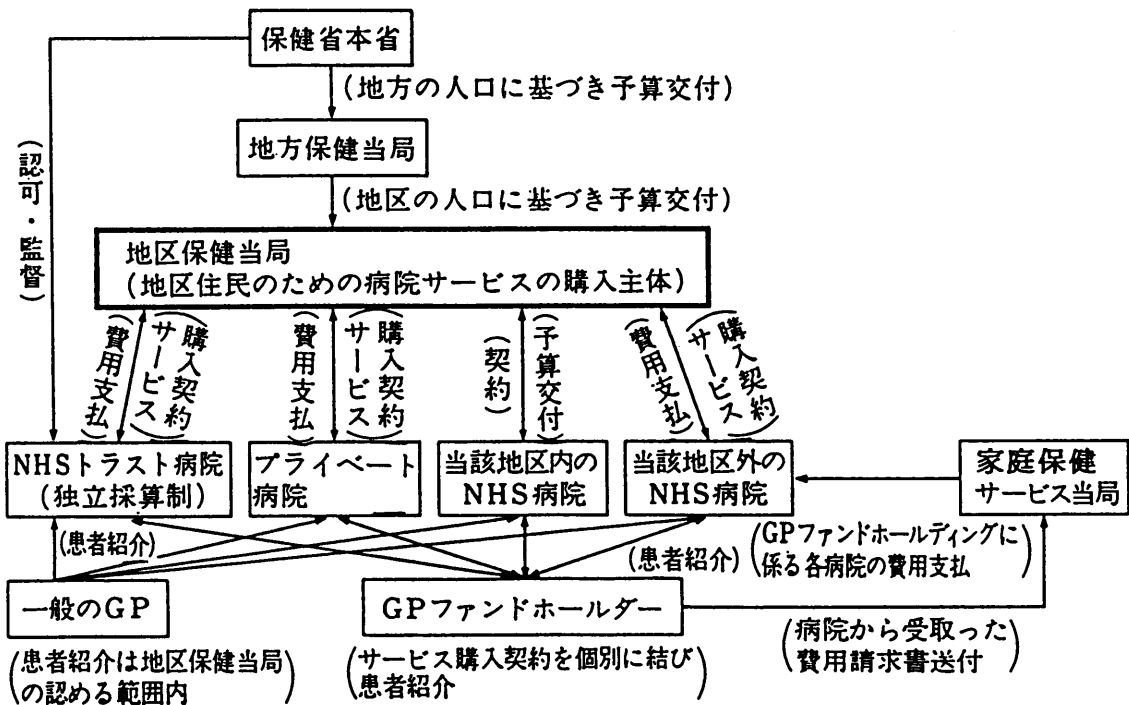 保健省本省
(地方の人口に基づき予算交付)
地方保健当局
(認可・監督)
(地区の人口に基づき予算交付)
地区保健当局
(地区住民のための病院サービスの購入主体)
(費用支払)
(サービス
購入契約)
(費用支払)
(サービス
購入契約)
(契約)
(予算交付)
(費用支払)
(サービス
購入契約)
NHSトラスト病院
(独立採算制)
プライベート
病院
当該地区内の
NHS病院
当該地区外の
NHS病院
家庭保健
サービス当局
(患者紹介)
(患者紹介)
(GPファンドホールディングに
係る各病院の費用支払)
一般のGP
GPファンドホールダー
(患者紹介は地区保健当局
の認める範囲内)
(サービス購入契約を個別に結び
患者紹介)
(病院から受取った
費用請求書送付)